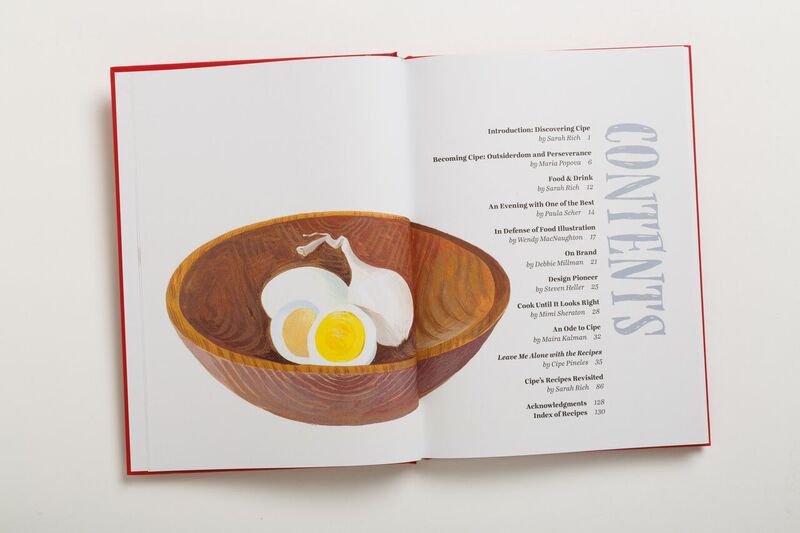 CONTENTS
Introduction: Discovering Cipe
by Sarah Rich 1
Becoming Cipe: Outsiderdom and Perseverance
by Maria Popova 6
Food & Drink
by Sarah Rich 12
An Evening with One of the Best
by Paula Scher 14
In Defense of Food Illustration
by Wendy MacNaughton 17
On Brand
by Debbie Millman 21
Design Pioneer
by Steven Heller 25
Cook Until It Looks Right
by Mimi Sheraton 28
An Ode to Cipe
by Maira Kalman 32
Leave Me Alone with the Recipes
by Cipe Pineles 35
Cipe's Recipes Revisited
by Sarah Rich 86
Acknowledgments 128
Index of Recipes 130